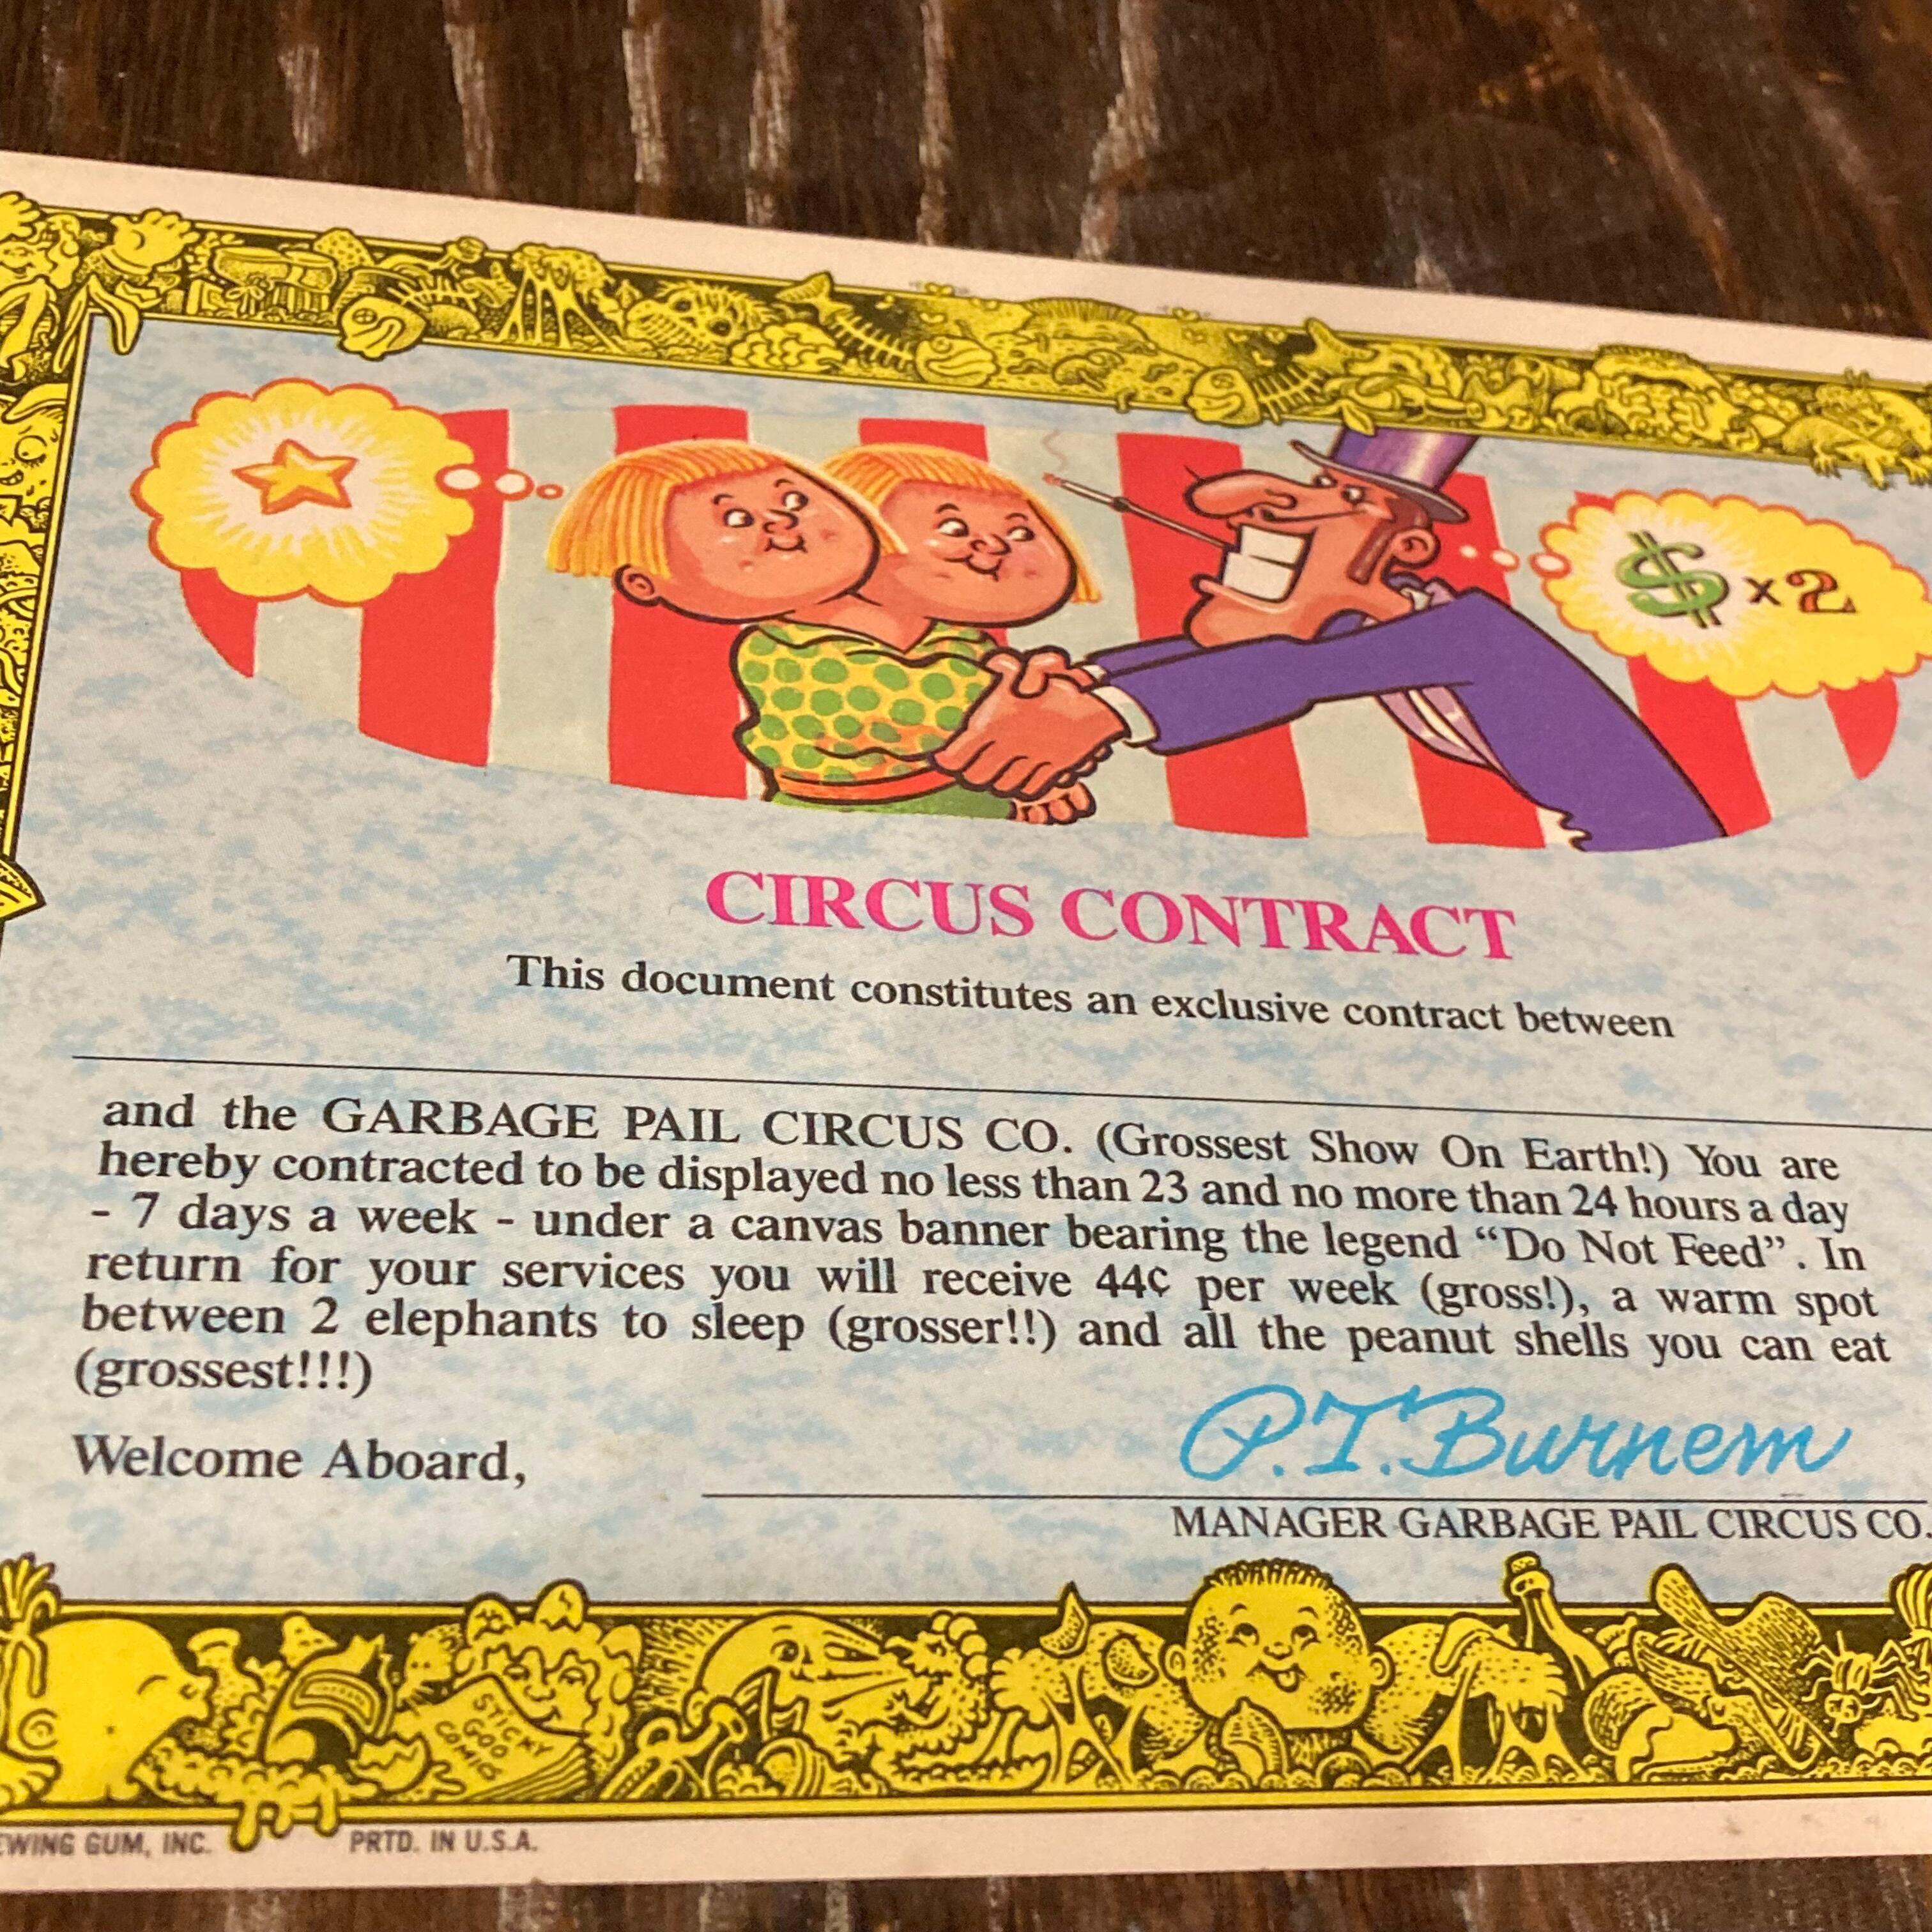 $ x 2
CIRCUS CONTRACT
This document constitutes an exclusive contract between
and the GARBAGE PAIL CIRCUS CO. (Grossest Show On Earth!) You are
hereby contracted to be displayed no less than 23 and no more than 24 hours a day
- 7 days a week - under a canvas banner bearing the legend “Do Not Feed”. In
return for your services you will receive 44¢ per week (gross!), a warm spot
between 2 elephants to sleep (grosser!!) and all the peanut shells you can eat
(grossest!!!)
Welcome Aboard,
P.T. Burnem
MANAGER GARBAGE PAIL CIRCUS CO.
STICKY
GOO
COMICS
GUM, INC. PRTD. IN U.S.A.